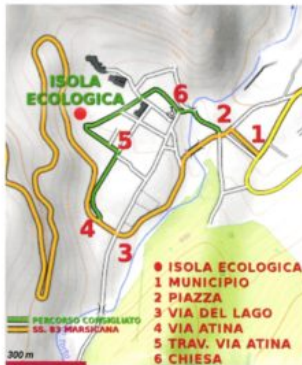 ISOLA
ECOLOGICA
6
2
1
5
4
3
ISOLA ECOLOGICA
1 MUNICIPIO
2 PIAZZA
3 VIA DEL LAGO
4 VIA ATINA
5 TRAV. VIA ATINA
6 CHIESA
PERCORSO CONSIGLIATO
SS. 83 MARSICANA
300 m